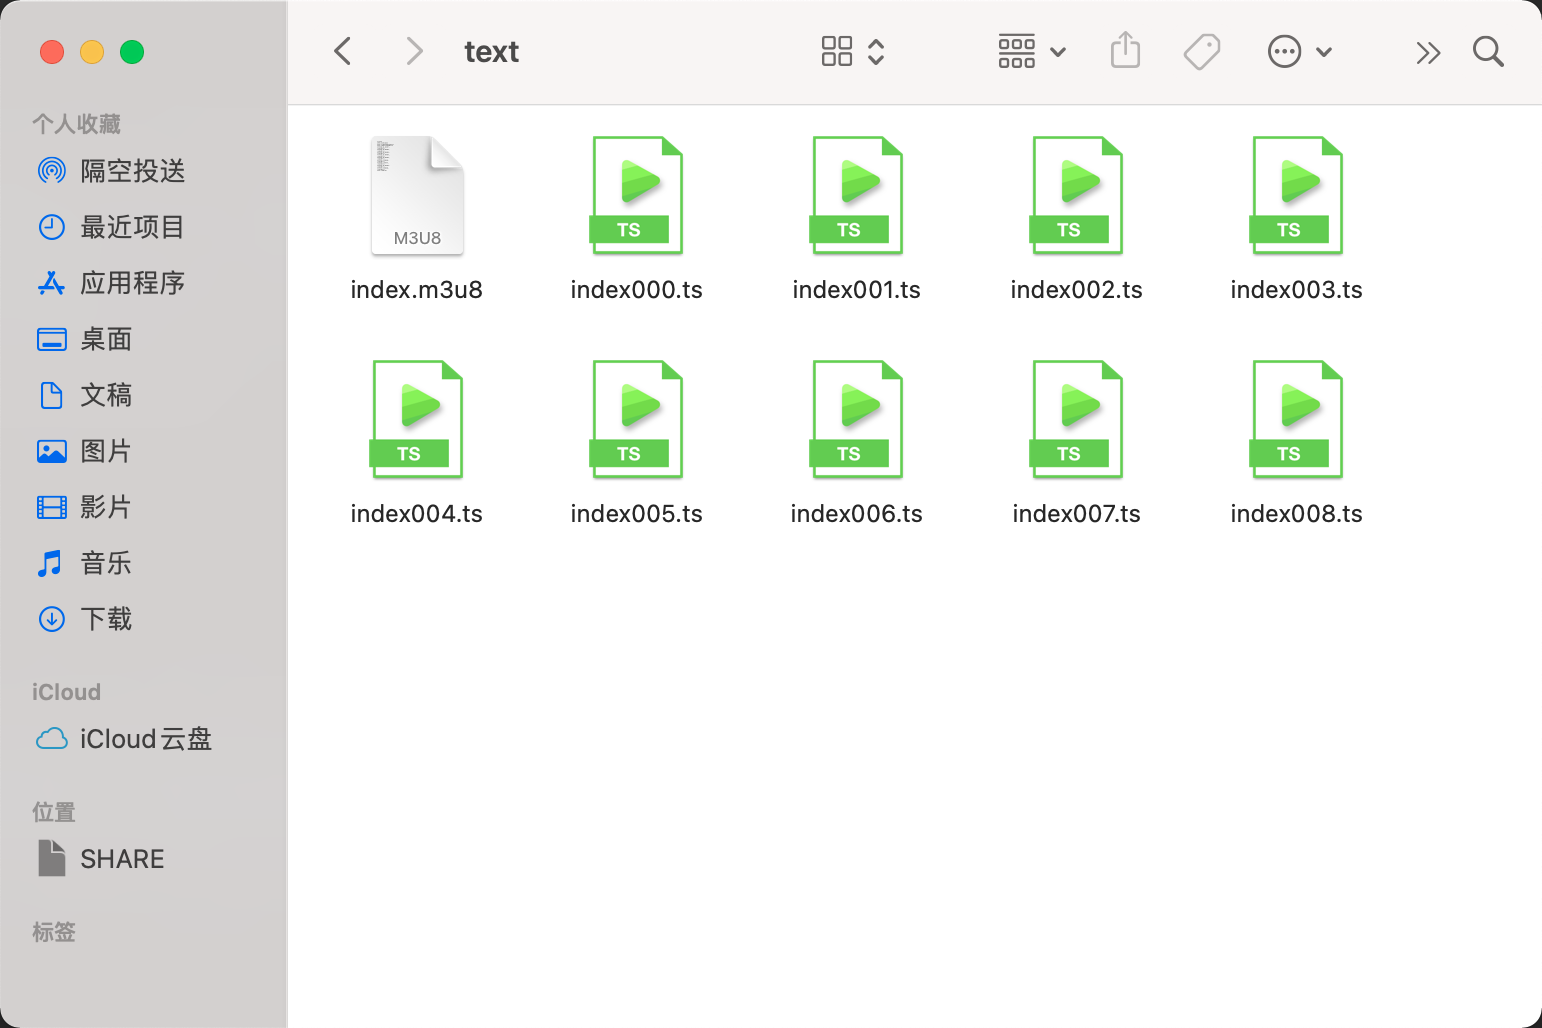 text
个人收藏
隔空投送
最近项目
应用程序
桌面
文稿
图片
影片
音乐
下载
iCloud
iCloud云盘
位置
SHARE
标签
M3U8
TS
TS
TS
TS
index.m3u8
index000.ts
index001.ts
index002.ts
index003.ts
TS
TS
TS
TS
TS
index004.ts
index005.ts
index006.ts
index007.ts
index008.ts